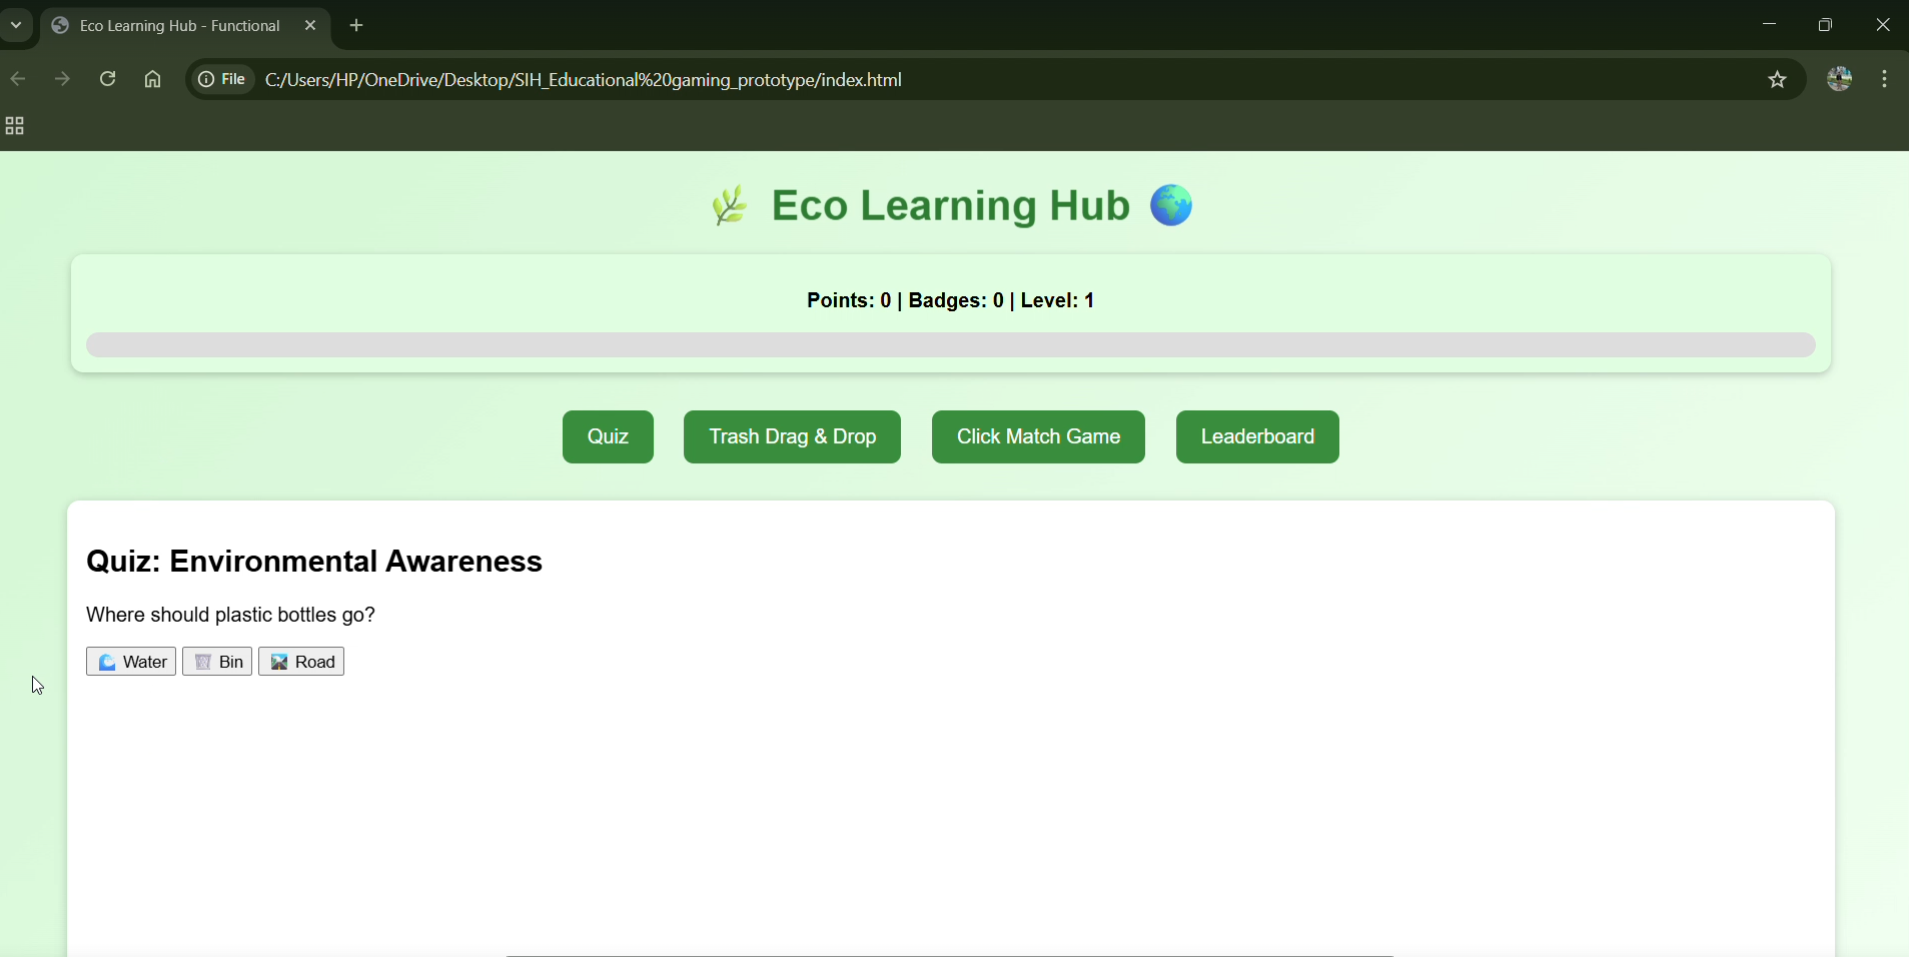 Eco Learning Hub - Functional
File C:/Users/HP/OneDrive/Desktop/SIH_Educational%20gaming_prototype/index.html
🌿 Eco Learning Hub 🌍
Points: 0 | Badges: 0 | Level: 1
Quiz Trash Drag & Drop Click Match Game Leaderboard
Quiz: Environmental Awareness
Where should plastic bottles go?
🌊 Water 🗑️ Bin 🛣️ Road